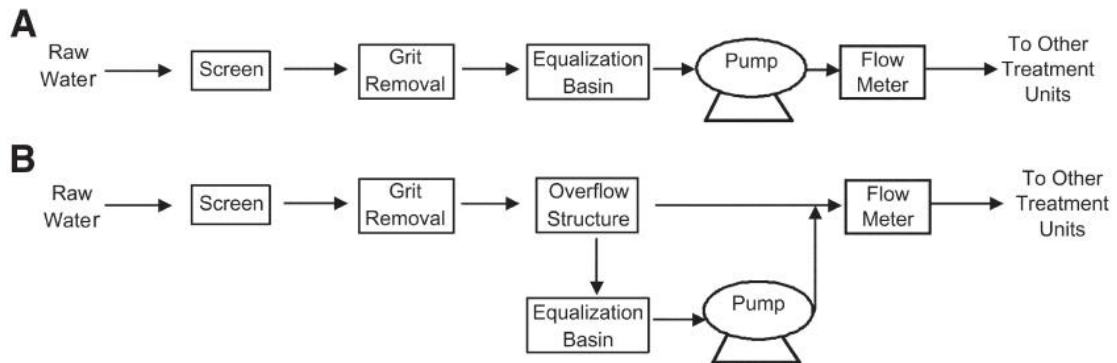 A
Raw
Water
Screen
Grit
Removal
Equalization
Basin
Pump
Flow
Meter
To Other
Treatment
Units
B
Raw
Water
Screen
Grit
Removal
Overflow
Structure
Flow
Meter
To Other
Treatment
Units
Equalization
Basin
Pump